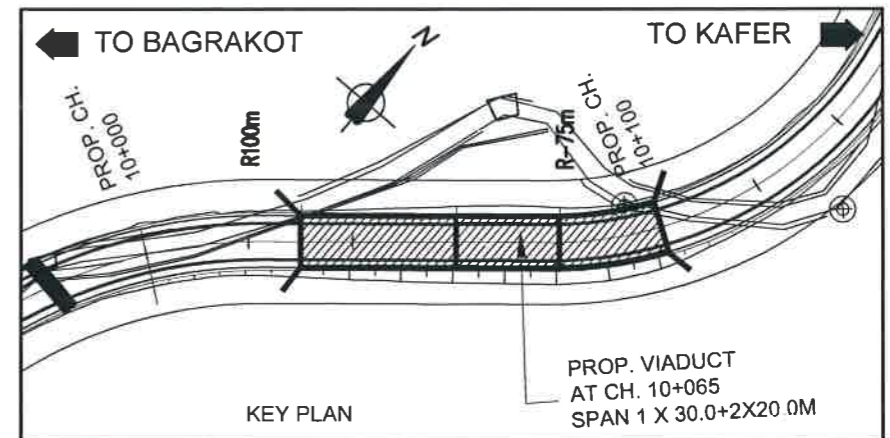 TO BAGRAKOT
TO KAFER
N
PROP. CH.
10+000
R100m
R-75m
PROP. CH.
10+100
PROP. VIADUCT
AT CH. 10+065
SPAN 1 X 30.0+2X20.0M
KEY PLAN